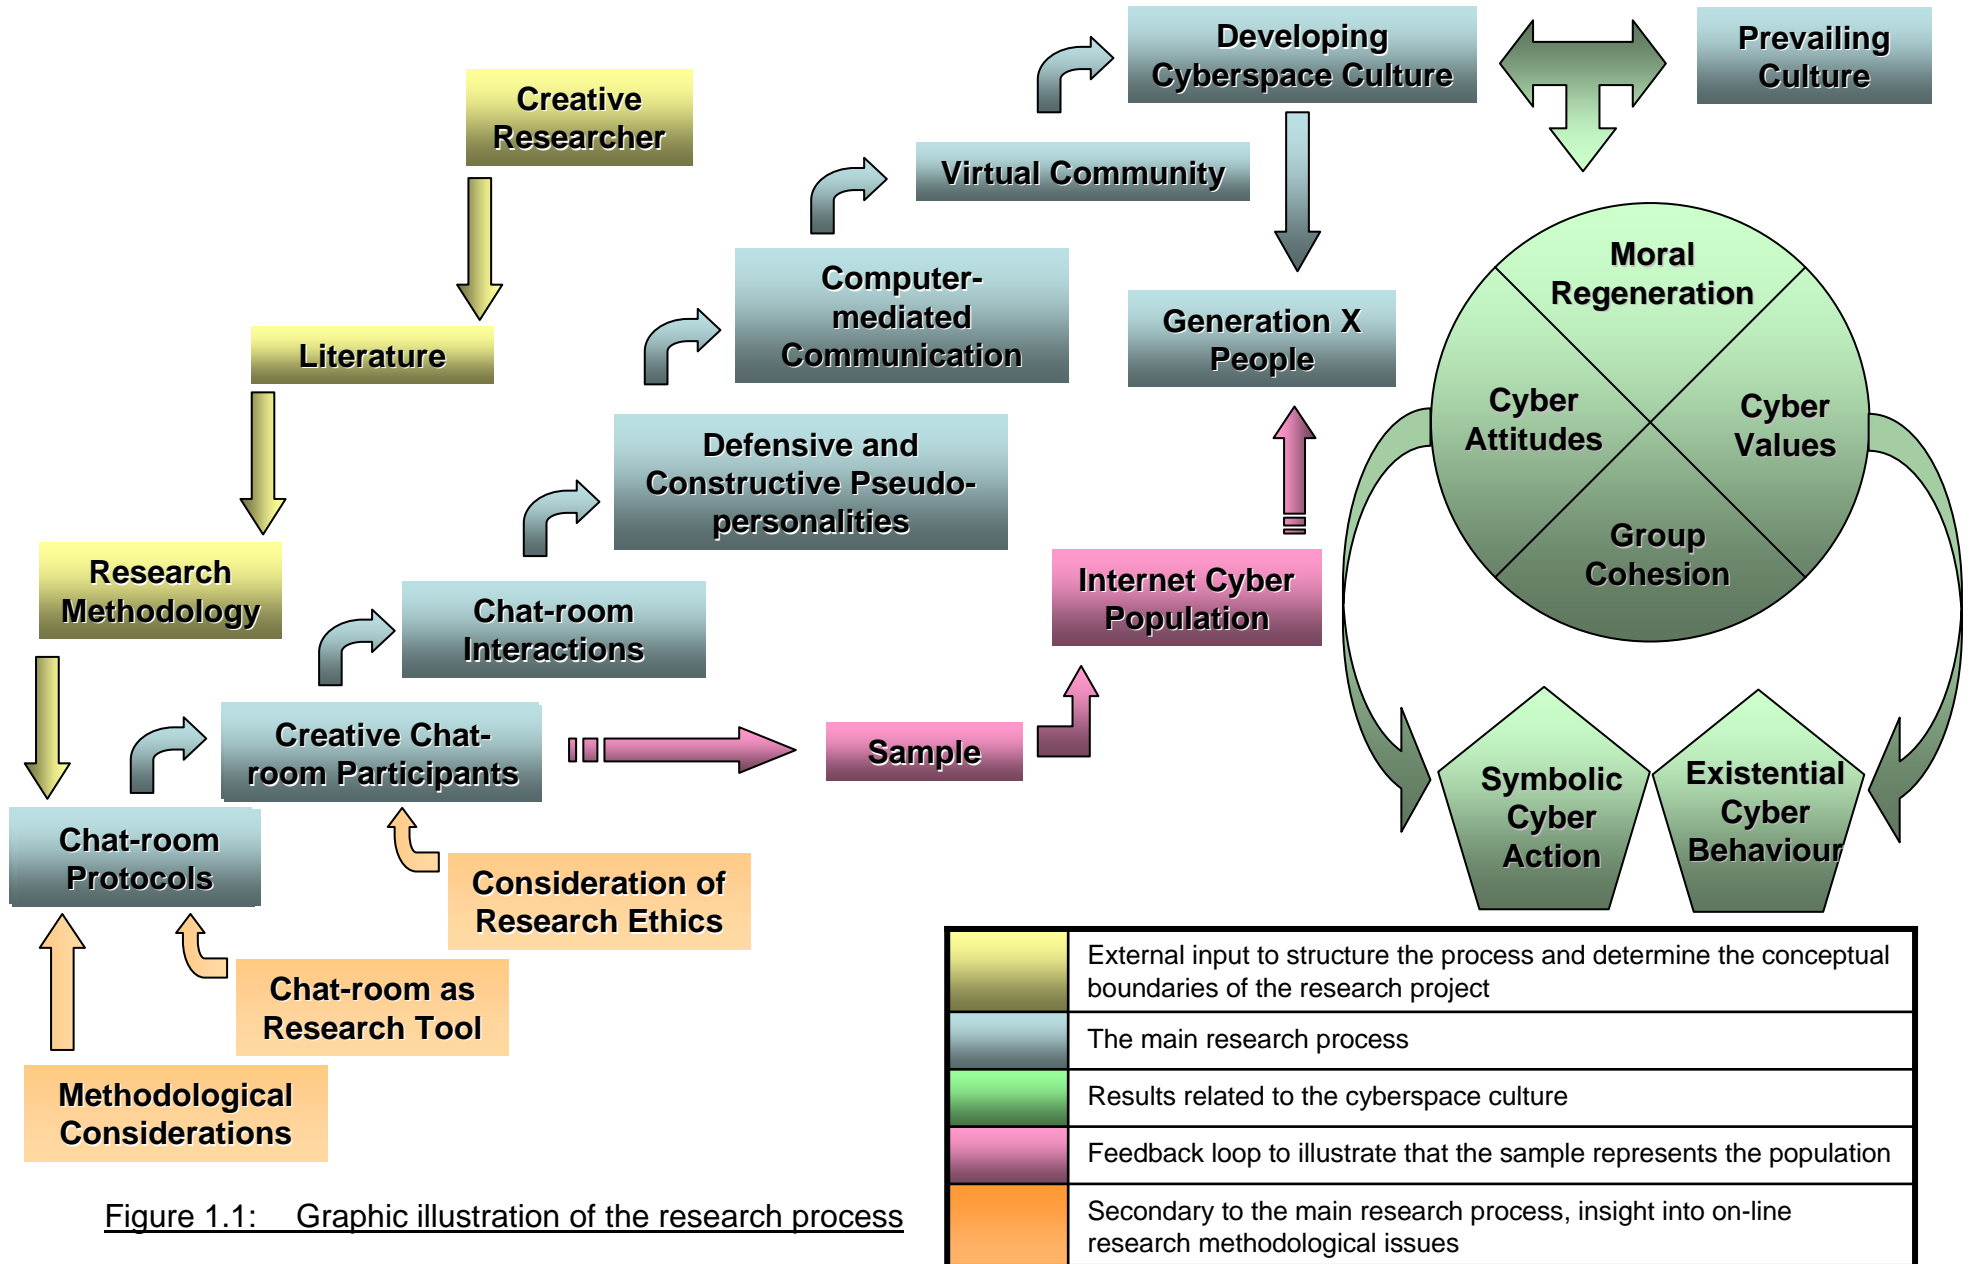 Developing
Cyberspace Culture
Prevailing
Culture
Creative
Researcher
Virtual Community
Moral
Regeneration
Computer-
mediated
Communication
Generation X
People
Literature
Cyber
Attitudes
Cyber
Values
Defensive and
Constructive Pseudo-
personalities
Group
Cohesion
Research
Methodology
Internet Cyber
Population
Chat-room
Interactions
Creative Chat-
room Participants
Sample
Symbolic
Cyber
Action
Existential
Cyber
Behaviour
Chat-room
Protocols
Consideration of
Research Ethics
Chat-room as
Research Tool
Methodological
Considerations
External input to structure the process and determine the conceptual
boundaries of the research project
The main research process
Results related to the cyberspace culture
Feedback loop to illustrate that the sample represents the population
Secondary to the main research process, insight into on-line
research methodological issues
Figure 1.1: Graphic illustration of the research process